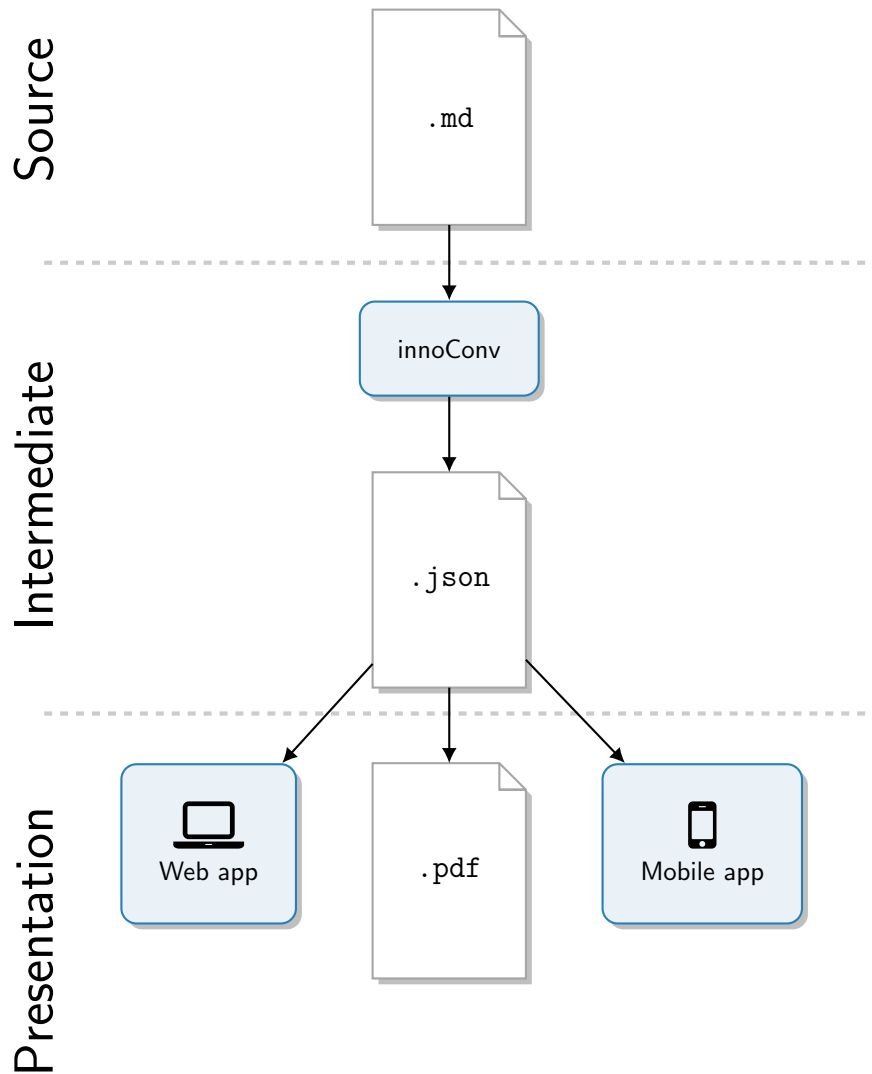 Source
.md
Intermediate
innoConv
.json
Presentation
Web app
.pdf
Mobile app